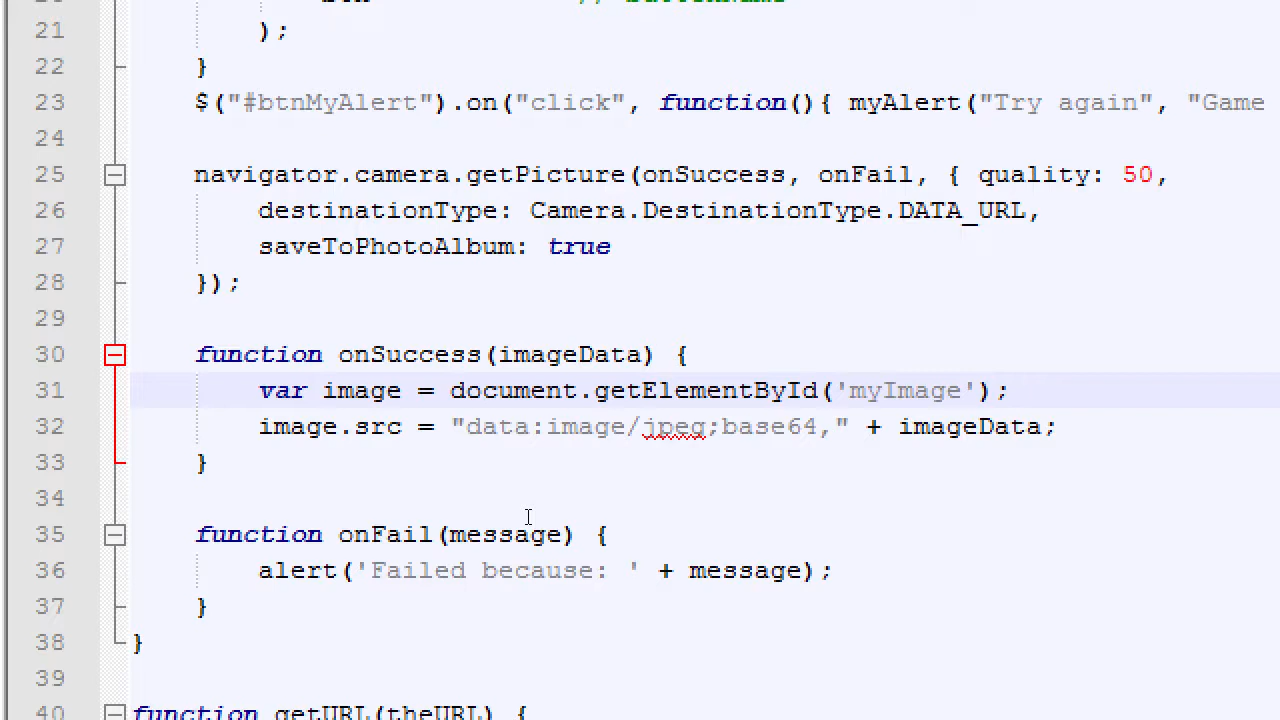 21 );
22 }
23 $("#btnMyAlert").on("click", function(){ myAlert("Try again", "Game
24
25 navigator.camera.getPicture(onSuccess, onFail, { quality: 50,
26 destinationType: Camera.DestinationType.DATA_URL,
27 saveToPhotoAlbum: true
28 });
29
30 function onSuccess(imageData) {
31 var image = document.getElementById('myImage');
32 image.src = "data:image/jpeg;base64," + imageData;
33 }
34
35 function onFail(message) {
36 alert('Failed because: ' + message);
37 }
38 }
39
40 function getURL(theURL) {